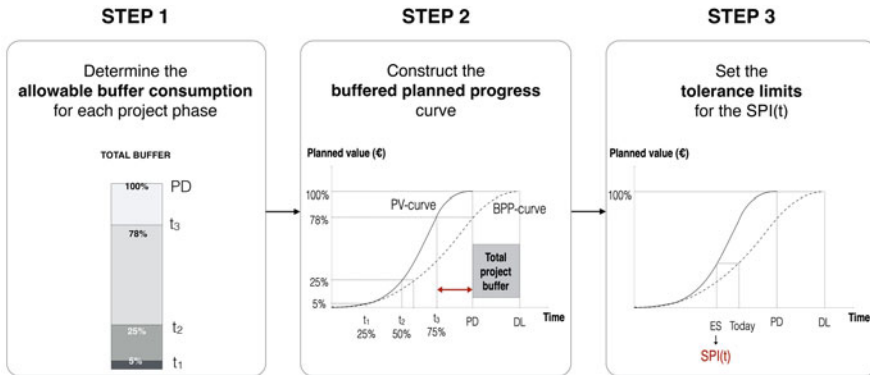 STEP 1
Determine the
allowable buffer consumption
for each project phase
TOTAL BUFFER
100% PD
t3
78%
25% t2
5% t1
STEP 2
Construct the
buffered planned progress
curve
Planned value (€)
100%
PV-curve
BPP-curve
78%
Total
project
buffer
25%
5%
t1 t2 t3 PD DL Time
25% 50% 75%
STEP 3
Set the
tolerance limits
for the SPI(t)
Planned value (€)
100%
Time
ES Today PD DL
SPI(t)